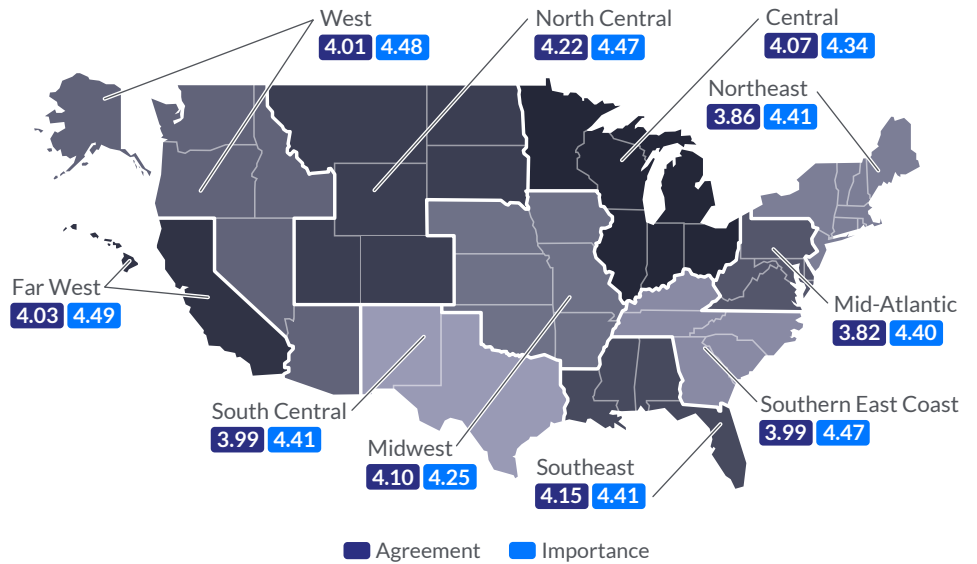 West
4.01 4.48
North Central
4.22 4.47
Central
4.07 4.34
Northeast
3.86 4.41
Far West
4.03 4.49
Mid-Atlantic
3.82 4.40
South Central
3.99 4.41
Midwest
4.10 4.25
Southeast
4.15 4.41
Southern East Coast
3.99 4.47
Agreement Importance